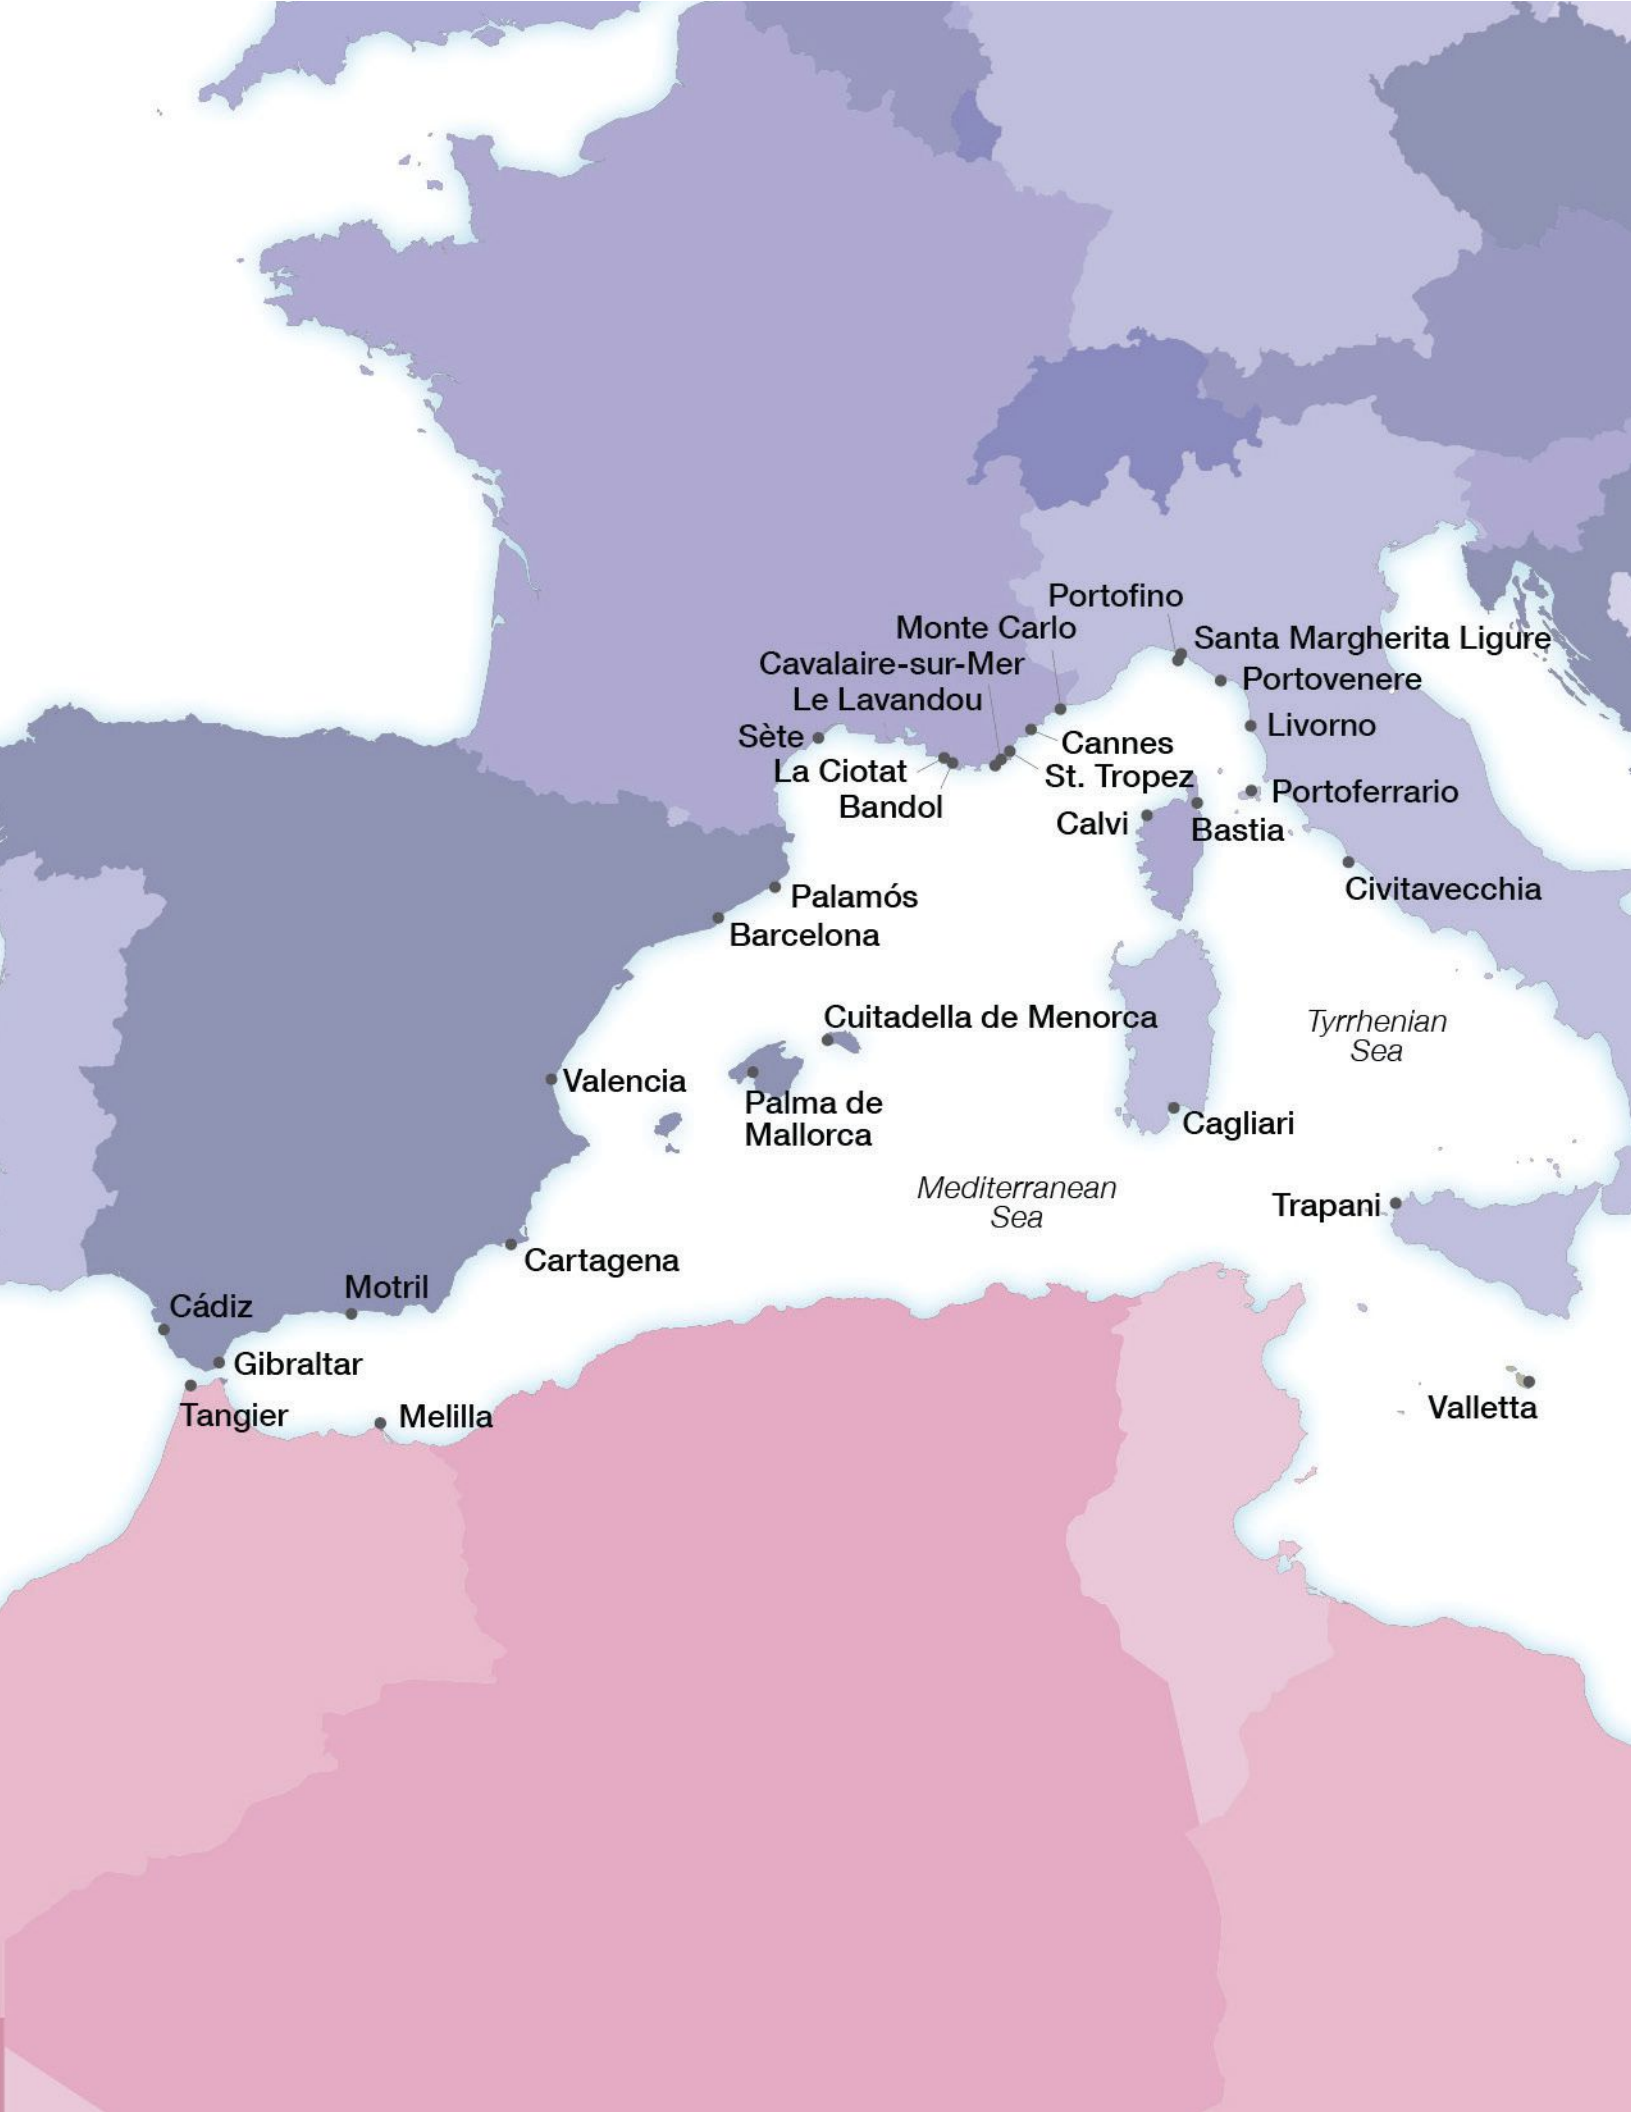 Portofino
Monte Carlo
Santa Margherita Ligure
Cavalaire-sur-Mer
Portovenere
Le Lavandou
Livorno
Sète
Cannes
La Ciotat
St. Tropez
Portoferrario
Bandol
Calvi
Bastia
Civitavecchia
Palamós
Barcelona
Cuitadella de Menorca
Tyrrhenian
Sea
Valencia
Palma de
Mallorca
Cagliari
Mediterranean
Sea
Trapani
Cartagena
Motril
Cádiz
Gibraltar
Tangier
Melilla
Valletta